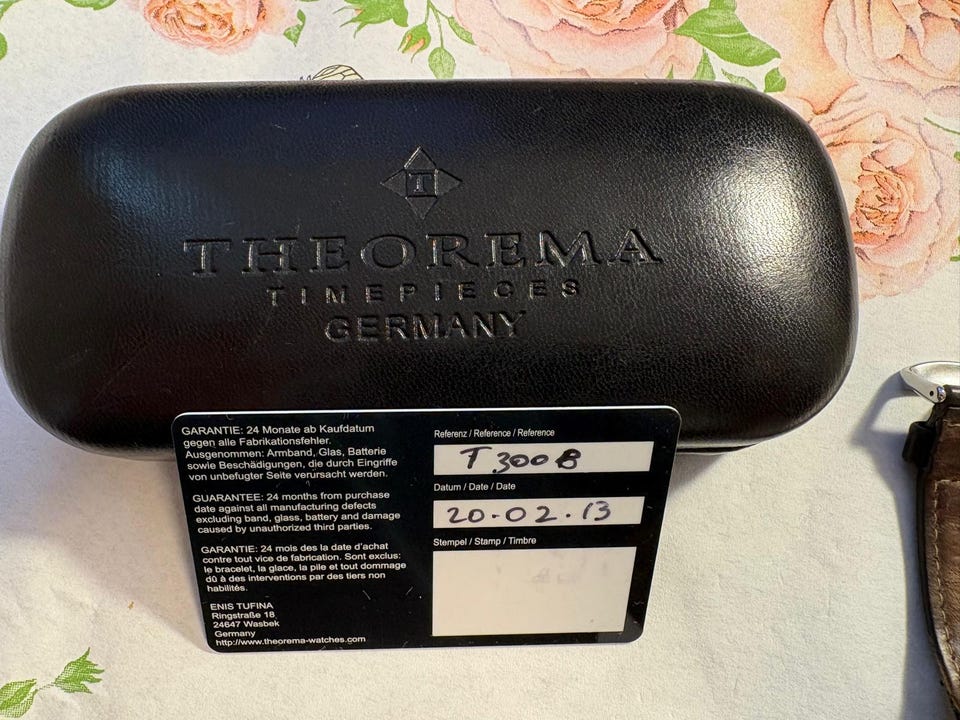 T
THEOREMA
TIMEPIECES
GERMANY
GARANTIE: 24 Monate ab Kaufdatum
gegen alle Fabrikationsfehler.
Ausgenommen: Armband, Glas, Batterie
sowie Beschädigungen, die durch Eingriffe
von unbefugter Seite verursacht werden.
GUARANTEE: 24 months from purchase
date against all manufacturing defects
excluding band, glass, battery and damage
caused by unauthorized third parties.
GARANTIE: 24 mois des la date d'achat
contre tout vice de fabrication. Sont exclus:
le bracelet, la glace, la pile et tout dommage
dû â des interventions par des tiers non
habilités.
ENIS TUFINA
Ringstraße 18
24647 Wasbek
Germany
http://www.theorema-watches.com
Referenz / Reference / Reference
T300B
Datum / Date / Date
20-02.13
Stempel / Stamp / Timbre